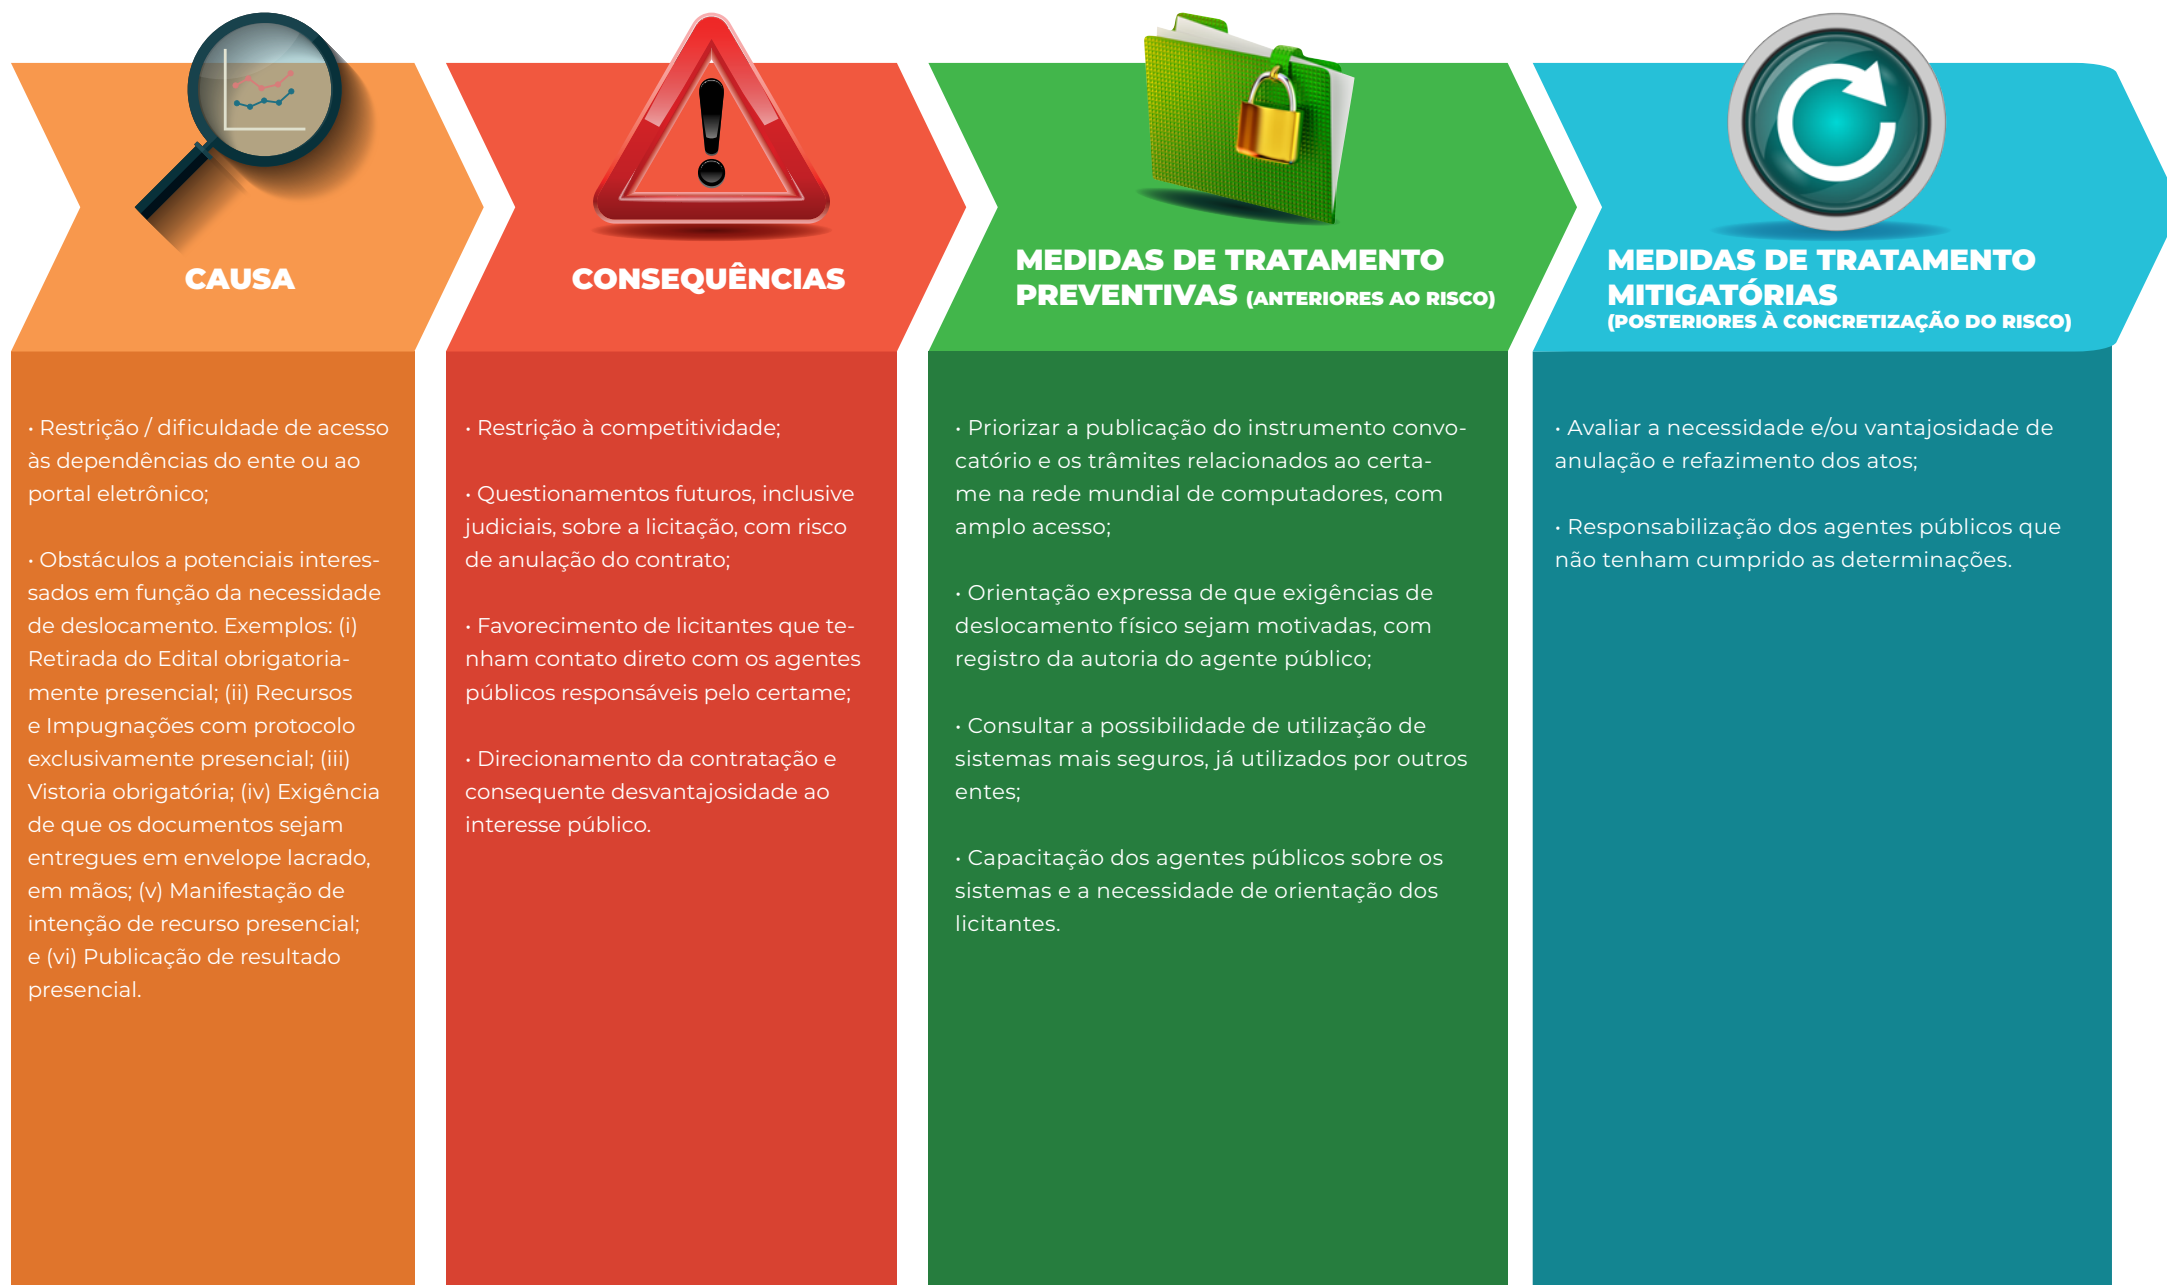 CAUSA
• Restrição / dificuldade de acesso
às dependências do ente ou ao
portal eletrônico;
• Obstáculos a potenciais interes-
sados em função da necessidade
de deslocamento. Exemplos: (i)
Retirada do Edital obrigatoria-
mente presencial; (ii) Recursos
e Impugnações com protocolo
exclusivamente presencial; (iii)
Vistoria obrigatória; (iv) Exigência
de que os documentos sejam
entregues em envelope lacrado,
em mãos; (v) Manifestação de
intenção de recurso presencial;
e (vi) Publicação de resultado
presencial.
CONSEQUÊNCIAS
• Restrição à competitividade;
• Questionamentos futuros, inclusive
judiciais, sobre a licitação, com risco
de anulação do contrato;
• Favorecimento de licitantes que te-
nham contato direto com os agentes
públicos responsáveis pelo certame;
• Direcionamento da contratação e
consequente desvantajosidade ao
interesse público.
MEDIDAS DE TRATAMENTO
PREVENTIVAS (ANTERIORES AO RISCO)
• Priorizar a publicação do instrumento convo-
catório e os trâmites relacionados ao certa-
me na rede mundial de computadores, com
amplo acesso;
• Orientação expressa de que exigências de
deslocamento físico sejam motivadas, com
registro da autoria do agente público;
• Consultar a possibilidade de utilização de
sistemas mais seguros, já utilizados por outros
entes;
• Capacitação dos agentes públicos sobre os
sistemas e a necessidade de orientação dos
licitantes.
MEDIDAS DE TRATAMENTO
MITIGATÓRIAS
(POSTERIORES À CONCRETIZAÇÃO DO RISCO)
• Avaliar a necessidade e/ou vantajosidade de
anulação e refazimento dos atos;
• Responsabilização dos agentes públicos que
não tenham cumprido as determinações.